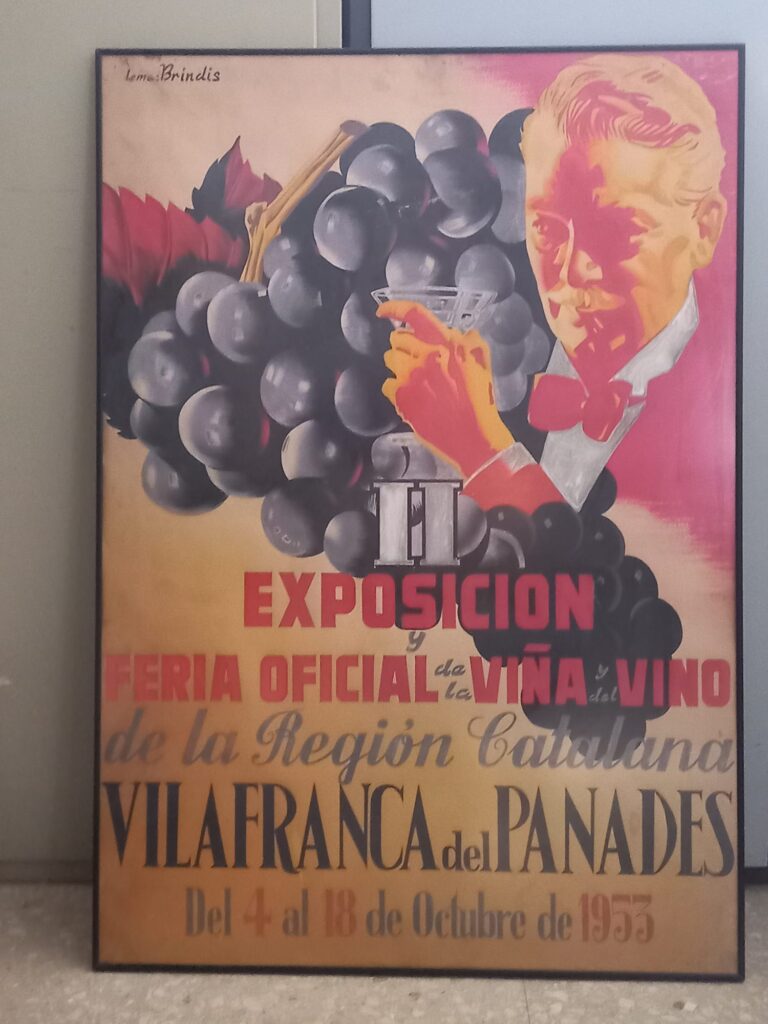 Lema: Brindis
II
EXPOSICION
y
FERIA OFICIAL de la VIÑA y del VINO
de la Región Catalana
VILAFRANCA del PANADES
Del 4 al 18 de Octubre de 1953